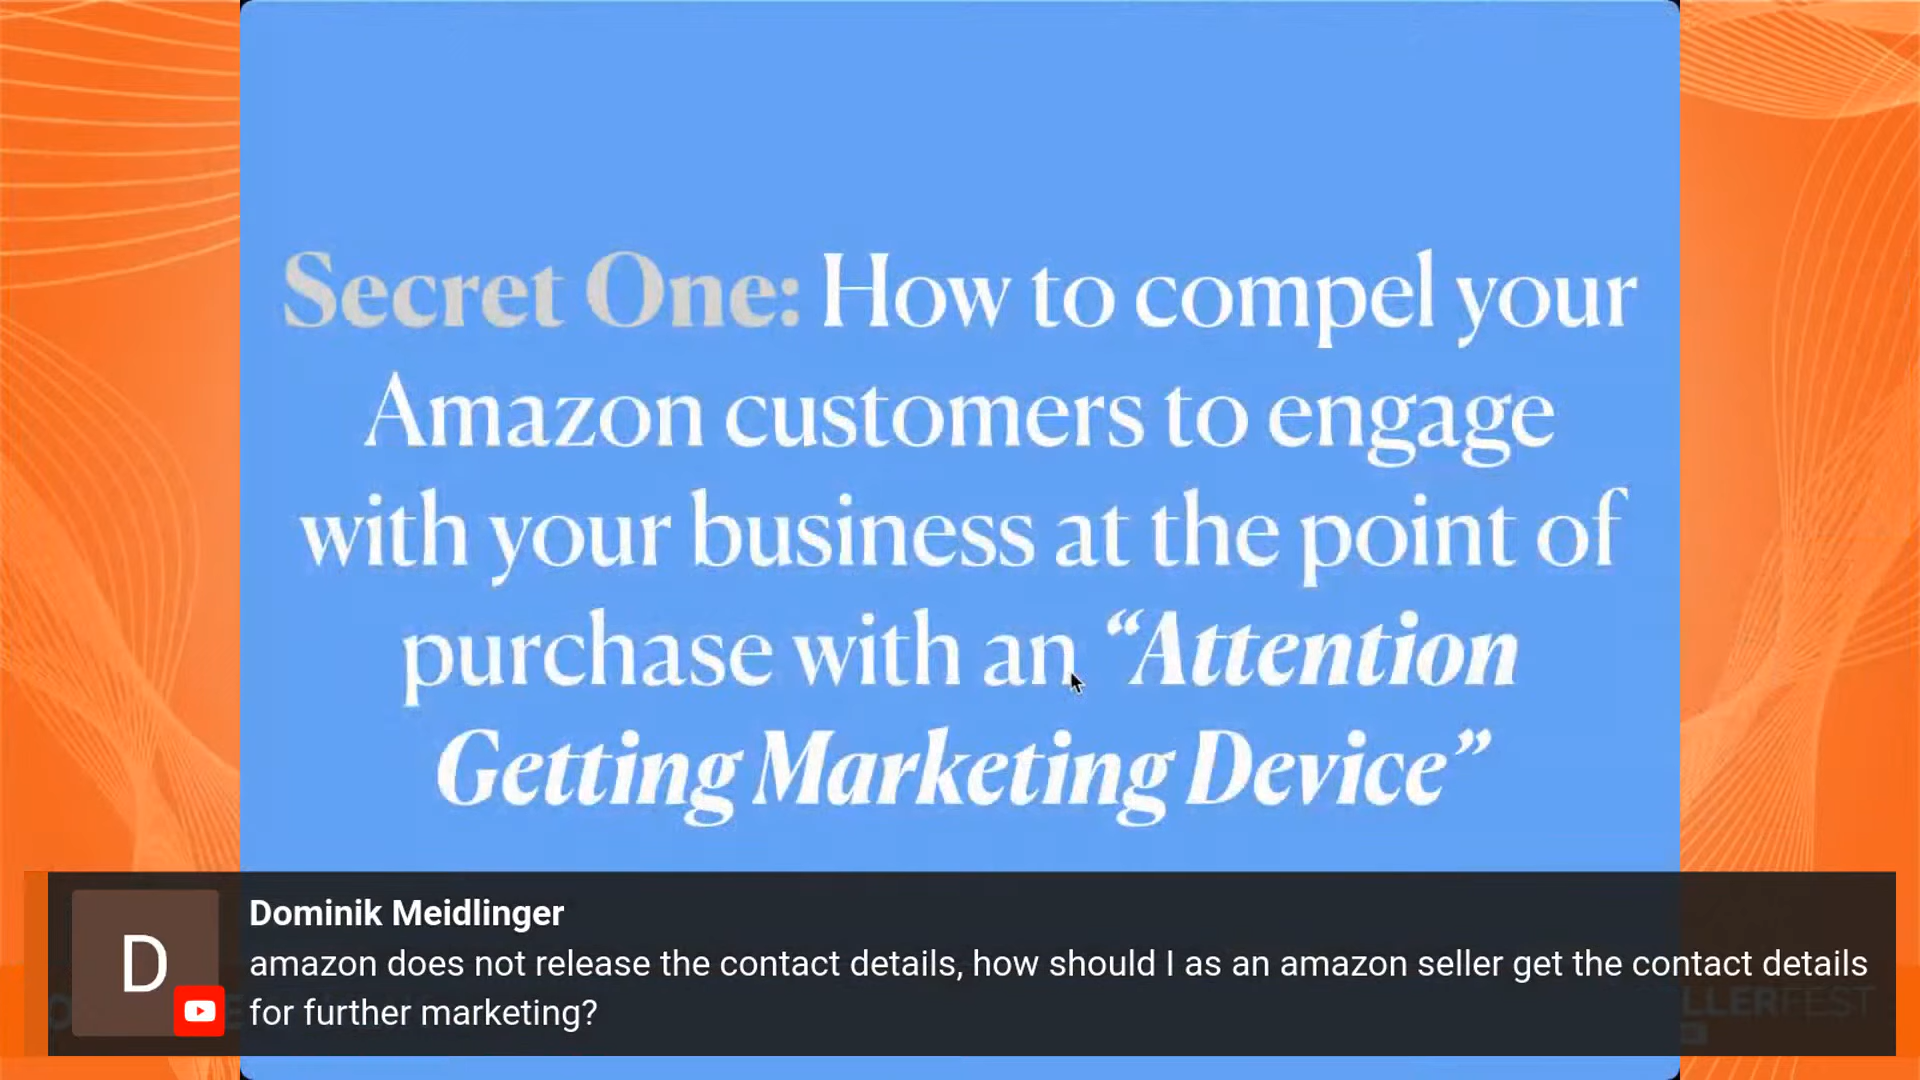 Secret One: How to compel your
Amazon customers to engage
with your business at the point of
purchase with an “Attention
Getting Marketing Device”
D
Dominik Meidlinger
amazon does not release the contact details, how should I as an amazon seller get the contact details
for further marketing?
LLERFEST